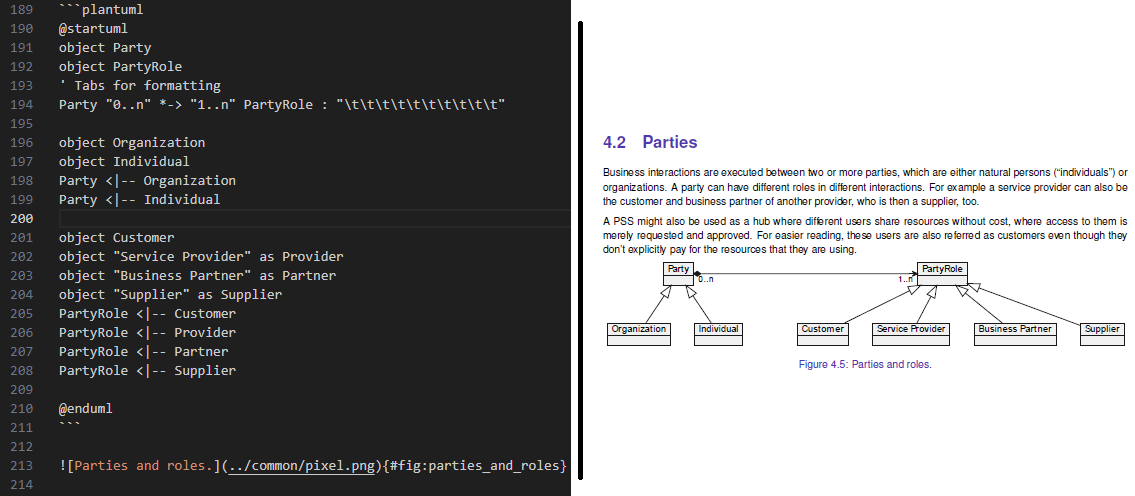 189 ```plantuml
190 @startuml
191 object Party
192 object PartyRole
193 ' Tabs for formatting
194 Party "0..n" *-> "1..n" PartyRole : "\t\t\t\t\t\t\t\t\t\t"
195
196 object Organization
197 object Individual
198 Party <|-- Organization
199 Party <|-- Individual
200
201 object Customer
202 object "Service Provider" as Provider
203 object "Business Partner" as Partner
204 object "Supplier" as Supplier
205 PartyRole <|-- Customer
206 PartyRole <|-- Provider
207 PartyRole <|-- Partner
208 PartyRole <|-- Supplier
209
210 @enduml
211 ```
212
213 ![Parties and roles.](../common/pixel.png){#fig:parties_and_roles}
214
4.2 Parties
Business interactions are executed between two or more parties, which are either natural persons (“individuals”) or
organizations. A party can have different roles in different interactions. For example a service provider can also be
the customer and business partner of another provider, who is then a supplier, too.
A PSS might also be used as a hub where different users share resources without cost, where access to them is
merely requested and approved. For easier reading, these users are also referred as customers even though they
don’t explicitly pay for the resources that they are using.
Party PartyRole
0..n 1..n
Organization Individual Customer Service Provider Business Partner Supplier
Figure 4.5: Parties and roles.